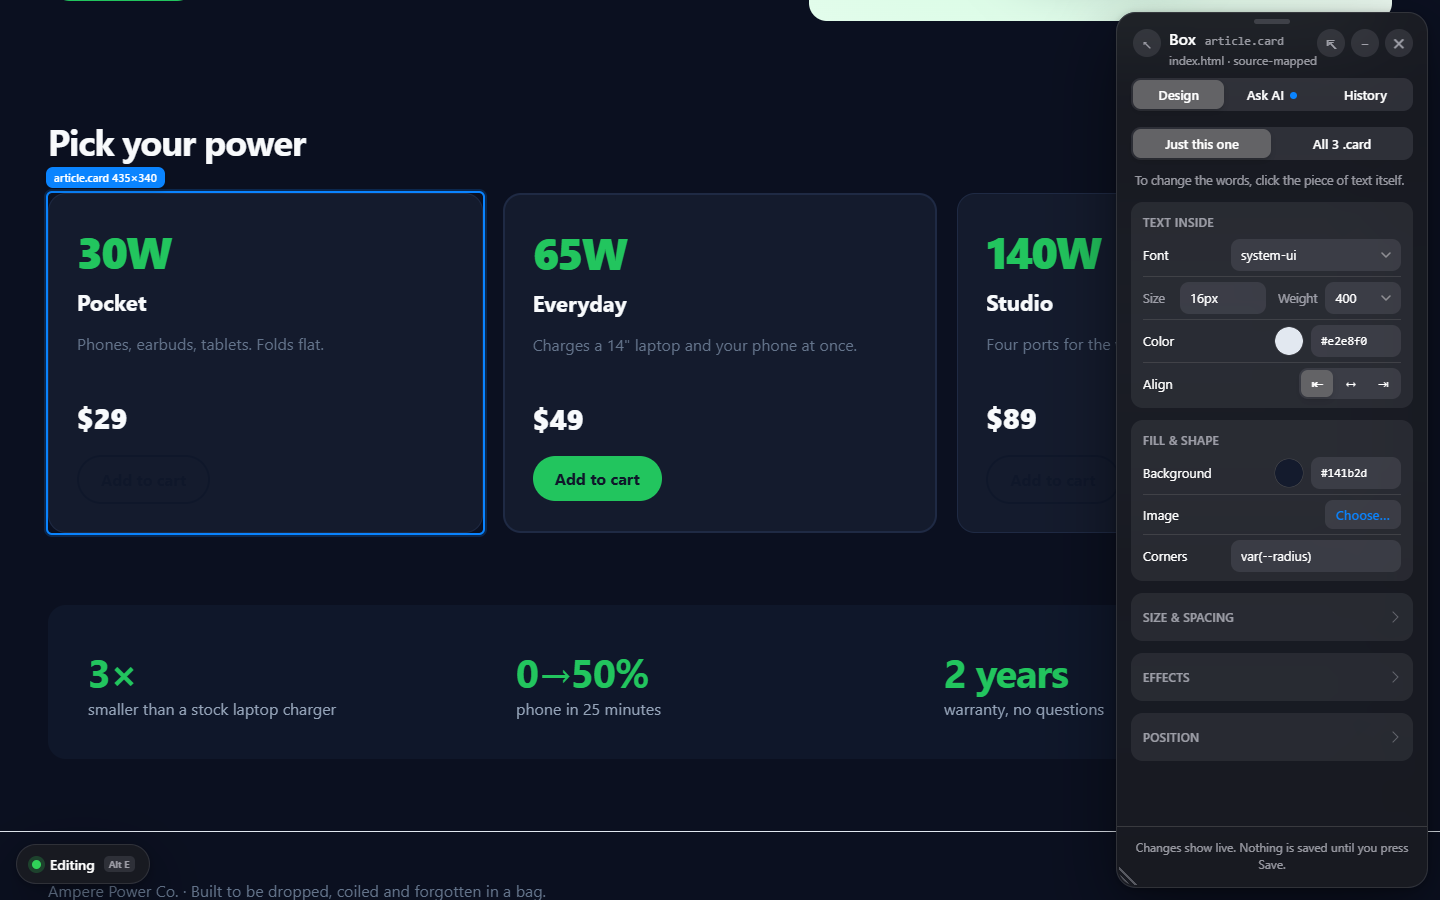 Pick your power
article.card 435×340
30W
Pocket
Phones, earbuds, tablets. Folds flat.
$29
Add to cart
65W
Everyday
Charges a 14" laptop and your phone at once.
$49
Add to cart
140W
Studio
Four ports for the
$89
Add to cart
3×
smaller than a stock laptop charger
0→50%
phone in 25 minutes
2 years
warranty, no questions
Editing Alt E
Ampere Power Co. · Built to be dropped, coiled and forgotten in a bag.
Box article.card
index.html · source-mapped
Design Ask AI History
Just this one All 3 .card
To change the words, click the piece of text itself.
TEXT INSIDE
Font system-ui
Size 16px Weight 400
Color #e2e8f0
Align
FILL & SHAPE
Background #141b2d
Image Choose...
Corners var(--radius)
SIZE & SPACING
EFFECTS
POSITION
Changes show live. Nothing is saved until you press
Save.